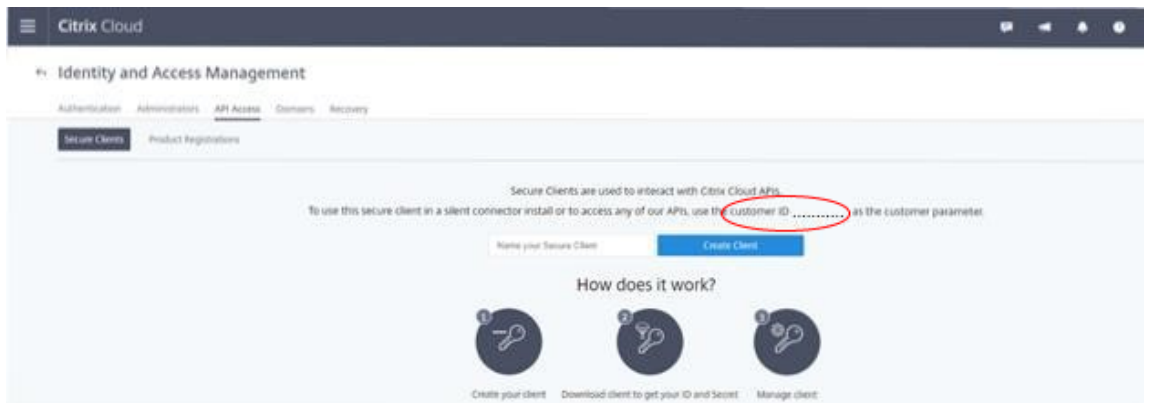 Citrix Cloud
Identity and Access Management
Authentication Administrators API Access Domains Recovery
Secure Clients Product Registrations
Secure Clients are used to interact with Citrix Cloud APIs.
To use this secure client in a silent connector install or to access any of our APIs, use the customer ID .......... as the customer parameter.
Name your Secure Client Create Client
How does it work?
1 2 3
Create your client Download client to get your ID and Secret Manage client